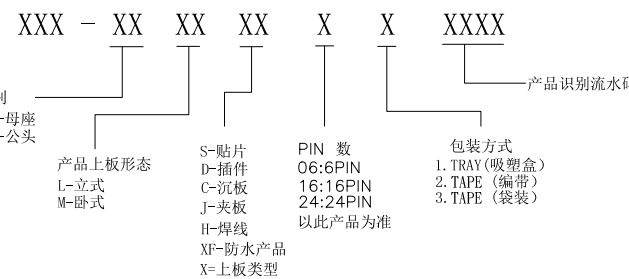 XXX-XX XX XX X X XXXX
产品识别流水码
-母座
-公头
产品上板形态
L-立式
M-卧式
S-贴片
D-插件
C-沉板
J-夹板
H-焊线
XF-防水产品
X=上板类型
PIN 数
06:6PIN
16:16PIN
24:24PIN
以此产品为准
包装方式
1.TRAY(吸塑盒)
2.TAPE (编带)
3.TAPE (袋装)